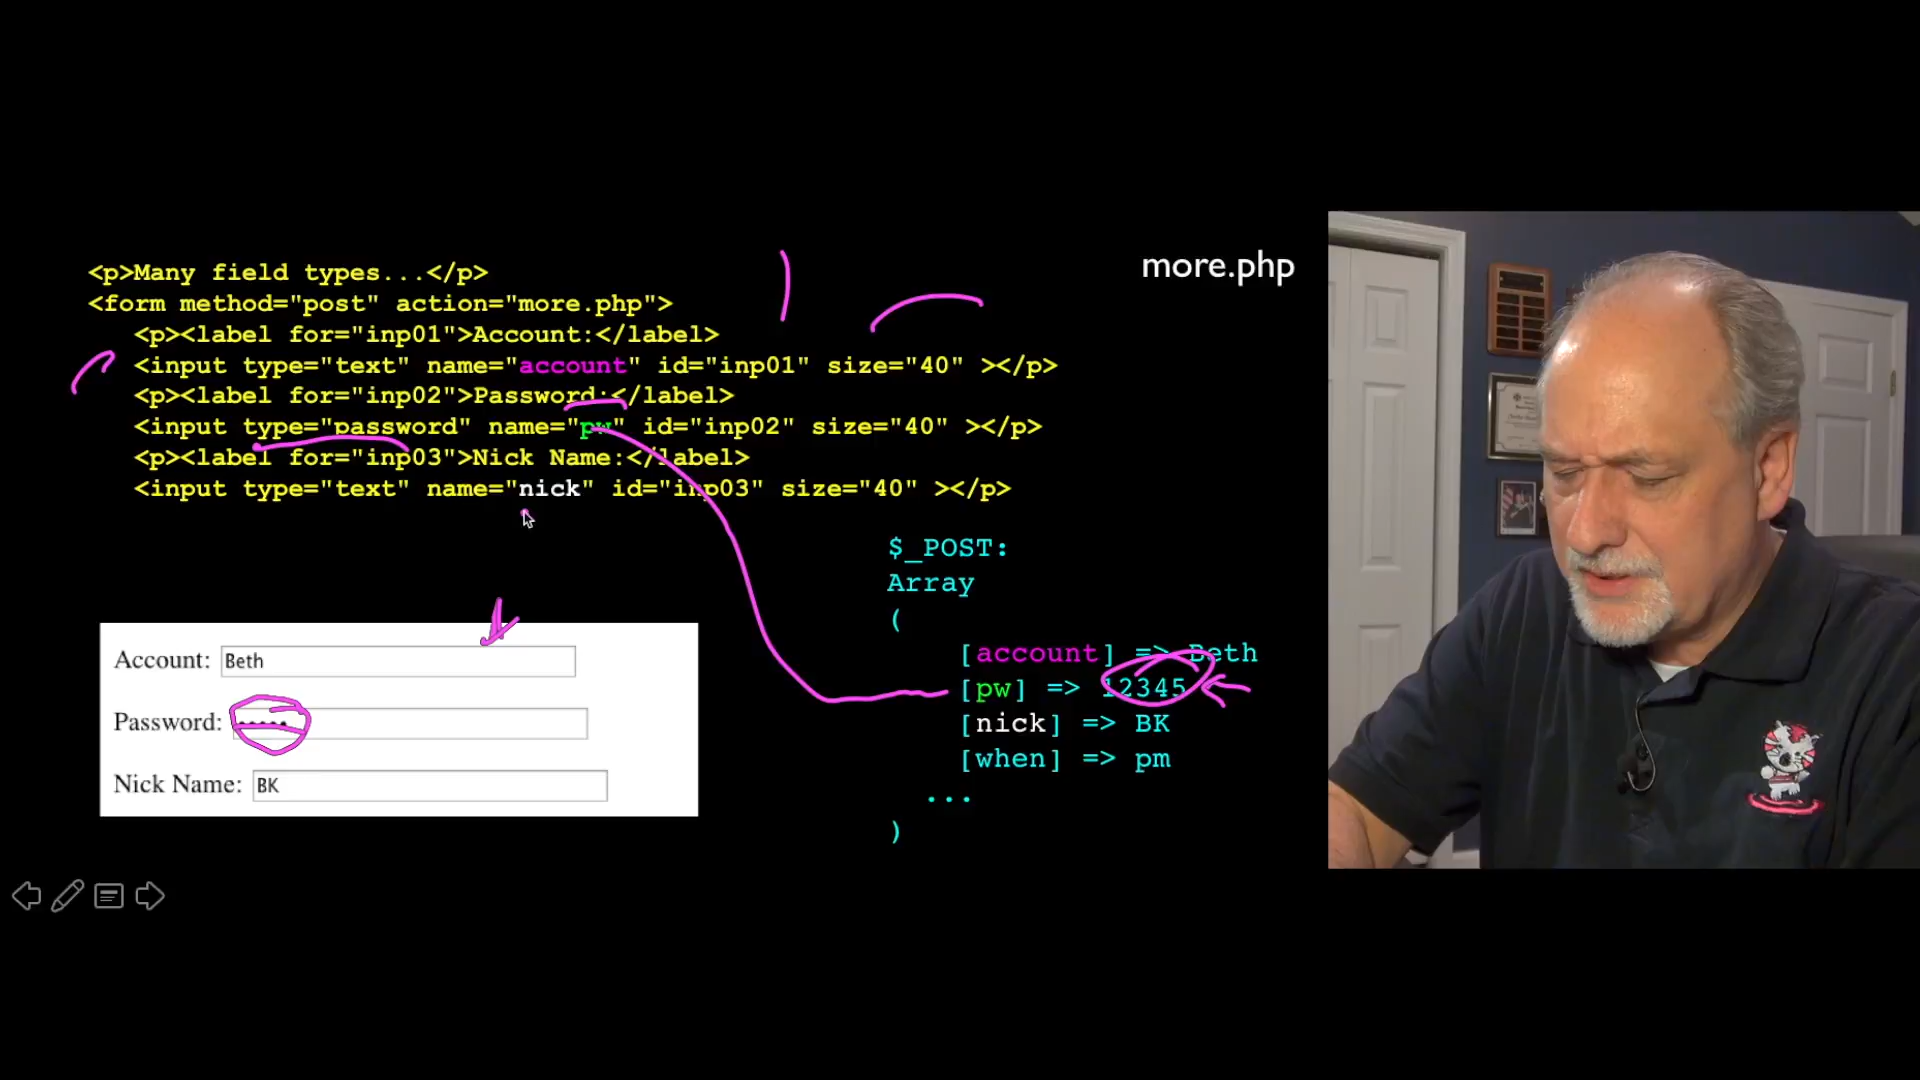 more.php
<p>Many field types...</p>
<form method="post" action="more.php">
<p><label for="inp01">Account:</label>
<input type="text" name="account" id="inp01" size="40" ></p>
<p><label for="inp02">Password:</label>
<input type="password" name="pw" id="inp02" size="40" ></p>
<p><label for="inp03">Nick Name:</label>
<input type="text" name="nick" id="inp03" size="40" ></p>
$_POST:
Array
(
[account] => Beth
[pw] => 12345
[nick] => BK
[when] => pm
...
)
Account: Beth
Password: •••••
Nick Name: BK